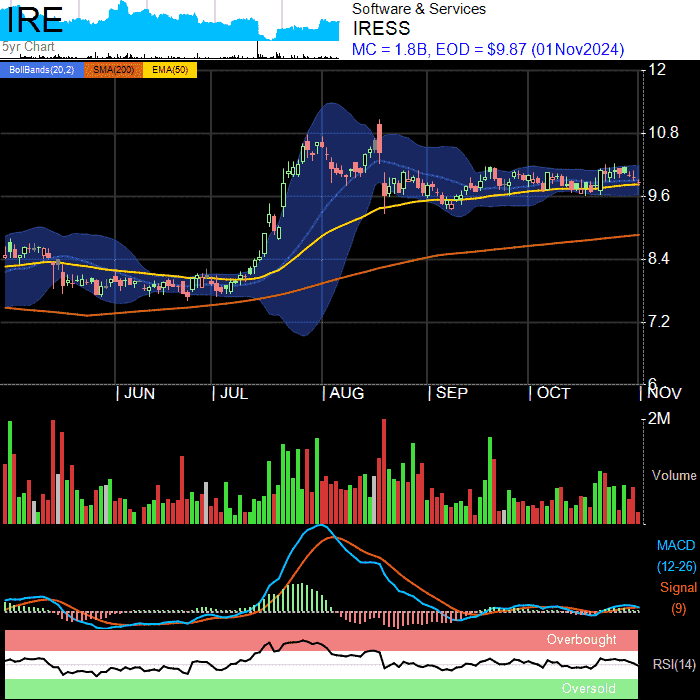 IRE
5yr Chart
Software & Services
IRESS
MC = 1.8B, EOD = $9.87 (01Nov2024)
BollBands(20,2) SMA(200) EMA(50)
12
10.8
9.6
8.4
7.2
6
JUN JUL AUG SEP OCT NOV
2M
Volume
MACD
(12-26)
Signal
(9)
Overbought
RSI(14)
Oversold